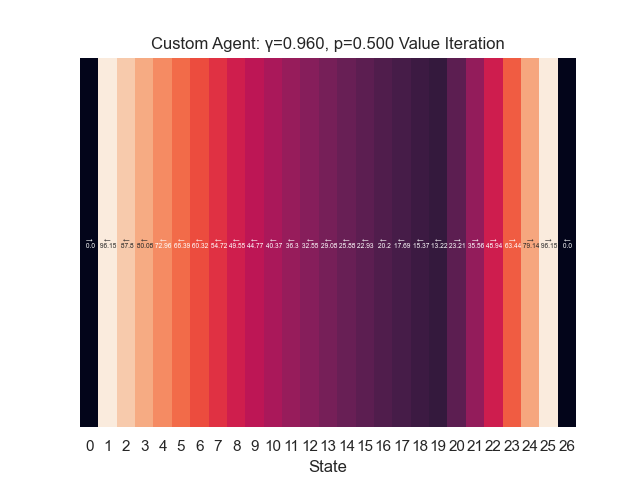 Custom Agent: γ=0.960, p=0.500 Value Iteration
0.0 96.15 87.8 80.08 72.96 66.39 60.32 54.72 49.55 44.77 40.37 36.3 32.55 29.08 25.88 22.93 20.2 17.69 15.37 13.22 23.21 35.56 45.94 63.44 79.14 96.15 0.0
0 1 2 3 4 5 6 7 8 9 10 11 12 13 14 15 16 17 18 19 20 21 22 23 24 25 26
State